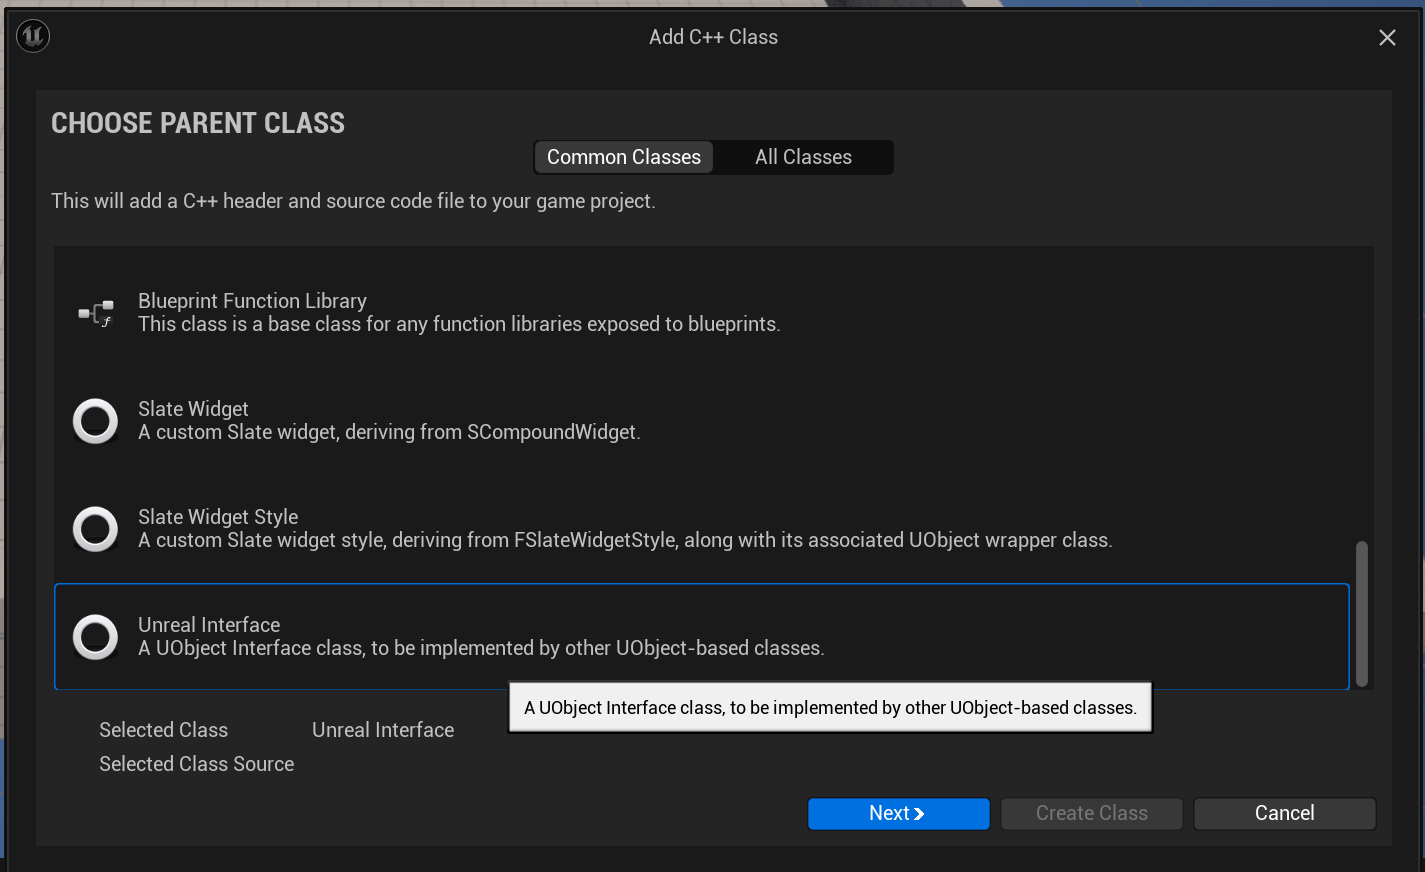 Add C++ Class
CHOOSE PARENT CLASS
Common Classes
All Classes
This will add a C++ header and source code file to your game project.
Blueprint Function Library
This class is a base class for any function libraries exposed to blueprints.
Slate Widget
A custom Slate widget, deriving from SCompoundWidget.
Slate Widget Style
A custom Slate widget style, deriving from FSlateWidgetStyle, along with its associated UObject wrapper class.
Unreal Interface
A UObject Interface class, to be implemented by other UObject-based classes.
A UObject Interface class, to be implemented by other UObject-based classes.
Selected Class
Unreal Interface
Selected Class Source
Next
Create Class
Cancel